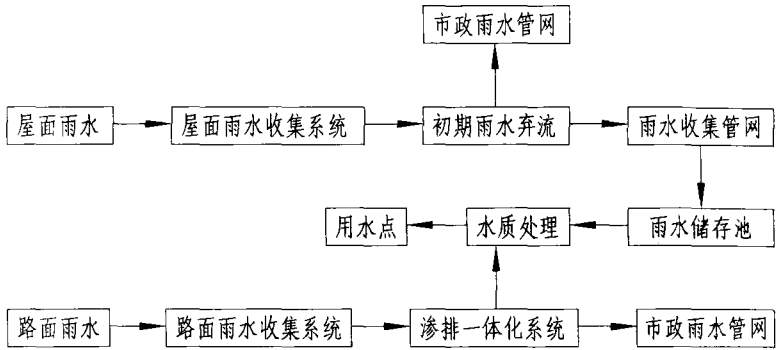 市政雨水管网
屋面雨水
屋面雨水收集系统
初期雨水弃流
雨水收集管网
用水点
水质处理
雨水储存池
路面雨水
路面雨水收集系统
渗排一体化系统
市政雨水管网